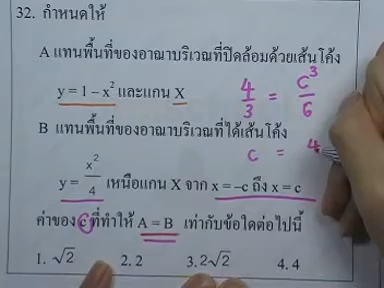 32. กำหนดให้
A แทนพื้นที่ของอาณาบริเวณที่ปิดล้อมด้วยเส้นโค้ง
y = 1 – x² และแกน X
4/3 = c³/6
B แทนพื้นที่ของอาณาบริเวณที่ได้เส้นโค้ง
c = 4
y = x²/4 เหนือแกน X จาก x = –c ถึง x = c
ค่าของ c ที่ทำให้ A = B เท่ากับข้อใดต่อไปนี้
1. √2 2. 2 3. 2√2 4. 4